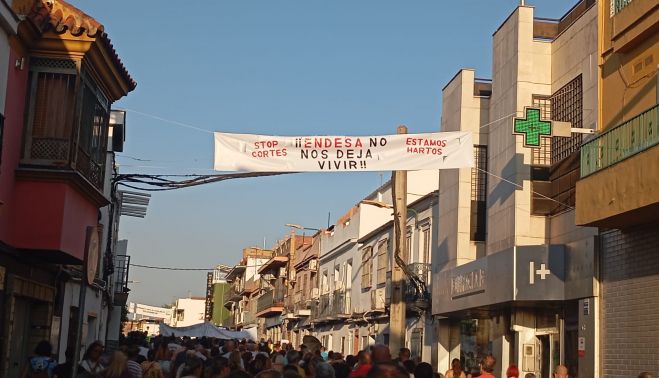 STOP
CORTES
¡¡ENDESA NO
NOS DEJA
VIVIR!!
ESTAMOS
HARTOS